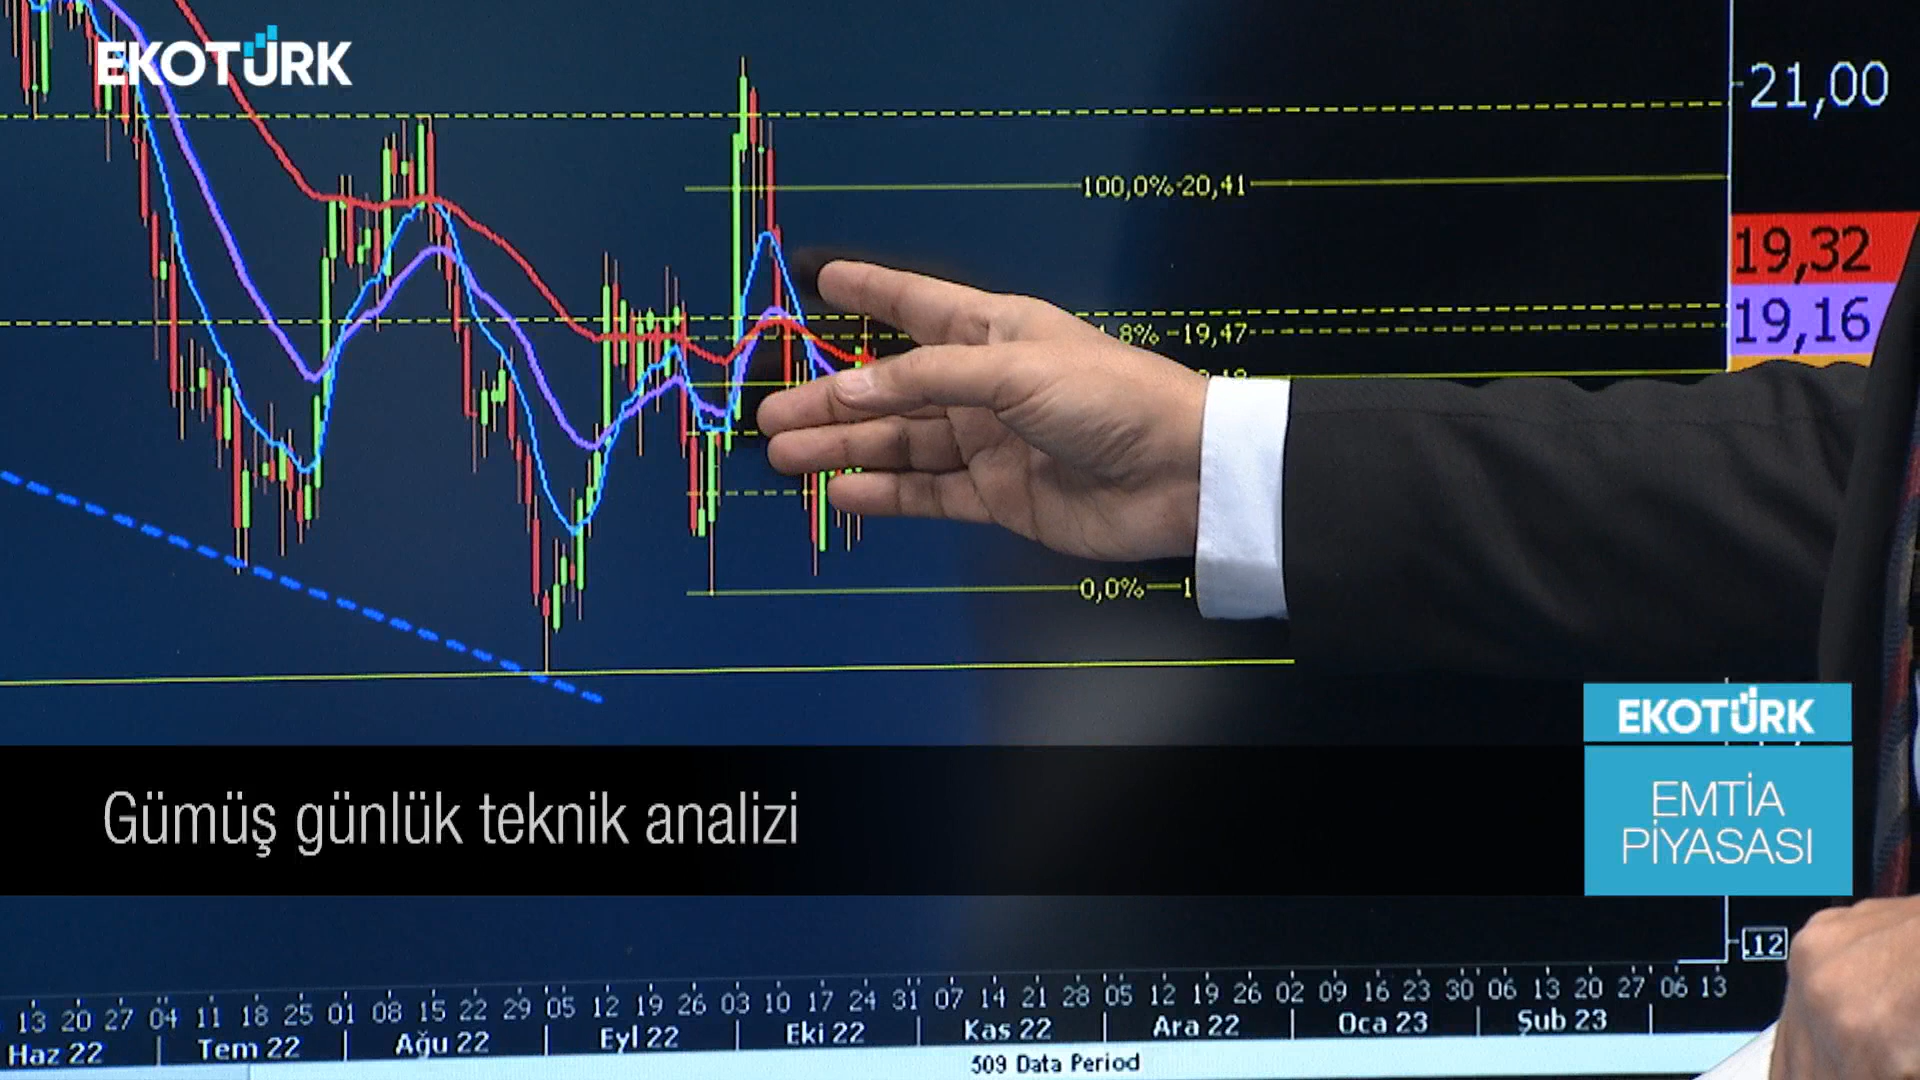 EKOTÜRK
21,00
100,0% 20,41
19,32
19,16
8% 19,47
0,0% 1
EKOTÜRK
EMTİA
PİYASASI
Gümüş günlük teknik analizi
.12
13 20 27 04 11 18 25 01 08 15 22 29 05 12 19 26 03 10 17 24 31 07 14 21 28 05 12 19 26 02 09 16 23 30 06 13 20 27 06 13
Haz 22 Tem 22 Ağu 22 Eyl 22 Eki 22 Kas 22 Ara 22 Oca 23 Şub 23
509 Data Period